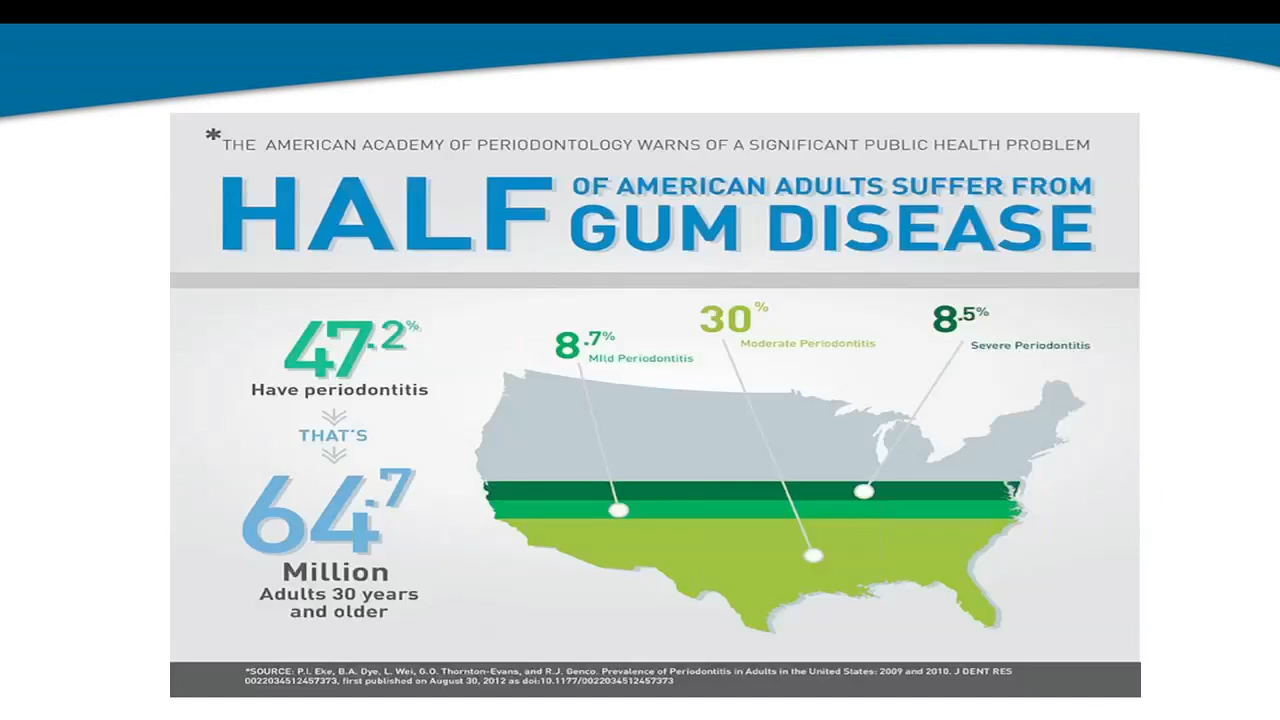 *THE AMERICAN ACADEMY OF PERIODONTOLOGY WARNS OF A SIGNIFICANT PUBLIC HEALTH PROBLEM
HALF OF AMERICAN ADULTS SUFFER FROM
GUM DISEASE
47.2%
Have periodontitis
THAT'S
64.7
Million
Adults 30 years
and older
8.7%
Mild Periodontitis
30%
Moderate Periodontitis
8.5%
Severe Periodontitis
*SOURCE: P.I. Eke, B.A. Dye, L. Wei, G.O. Thornton-Evans, and R.J. Genco. Prevalence of Periodontitis in Adults in the United States: 2009 and 2010. J DENT RES
0022034512457373, first published on August 30, 2012 as doi:10.1177/0022034512457373